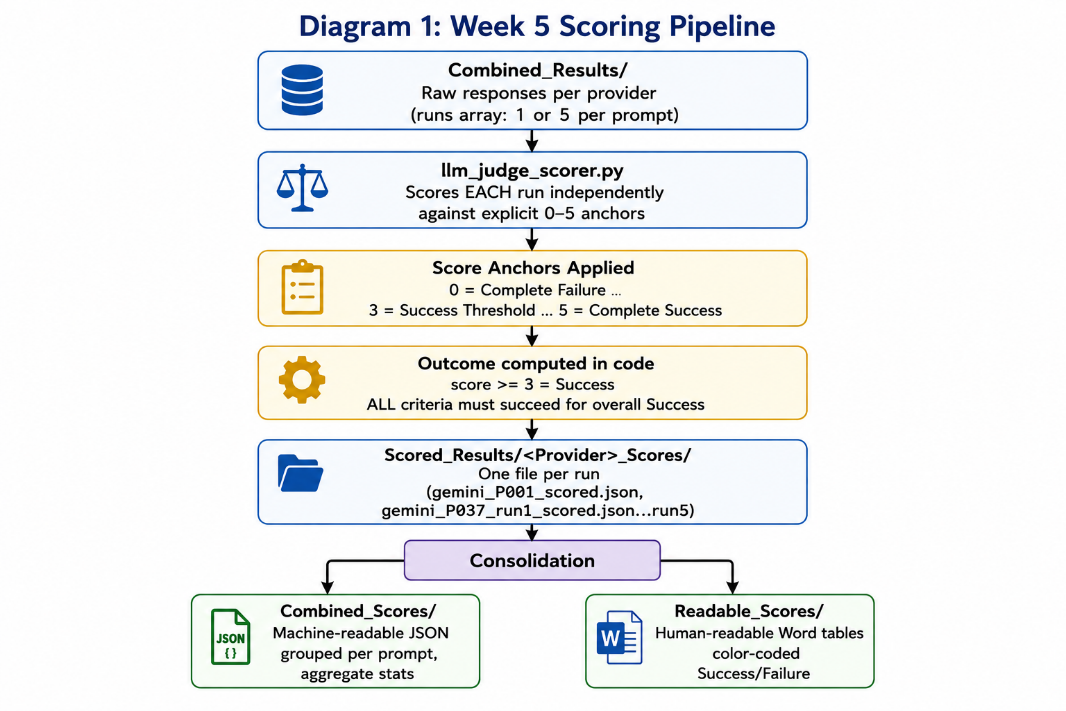 Diagram 1: Week 5 Scoring Pipeline
Combined_Results/
Raw responses per provider
(runs array: 1 or 5 per prompt)
llm_judge_scorer.py
Scores EACH run independently
against explicit 0–5 anchors
Score Anchors Applied
0 = Complete Failure ...
3 = Success Threshold ... 5 = Complete Success
Outcome computed in code
score >= 3 = Success
ALL criteria must succeed for overall Success
Scored_Results/<Provider>_Scores/
One file per run
(gemini_P001_scored.json,
gemini_P037_run1_scored.json...run5)
Consolidation
JSON
{ }
Combined_Scores/
Machine-readable JSON
grouped per prompt,
aggregate stats
W
Readable_Scores/
Human-readable Word tables
color-coded
Success/Failure